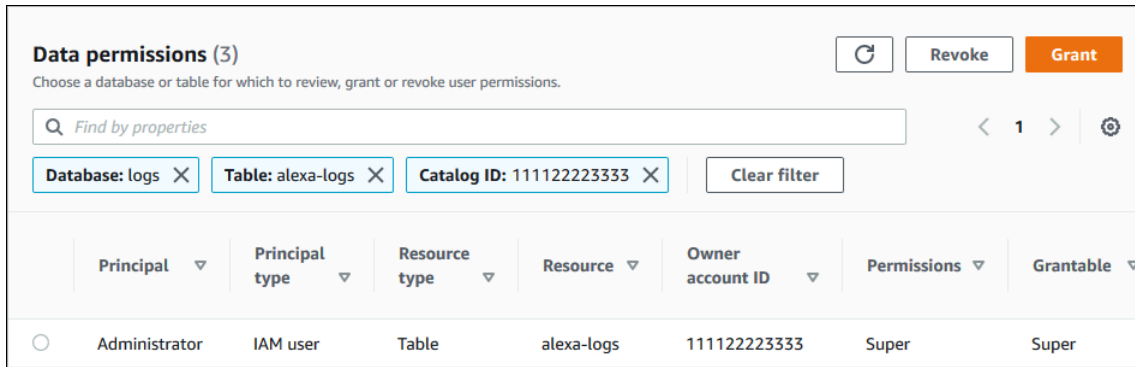 Data permissions (3)
Revoke
Grant
Choose a database or table for which to review, grant or revoke user permissions.
Find by properties
1
Database: logs
Table: alexa-logs
Catalog ID: 111122223333
Clear filter
Principal
Principal type
Resource type
Resource
Owner account ID
Permissions
Grantable
Administrator IAM user Table alexa-logs 111122223333 Super Super